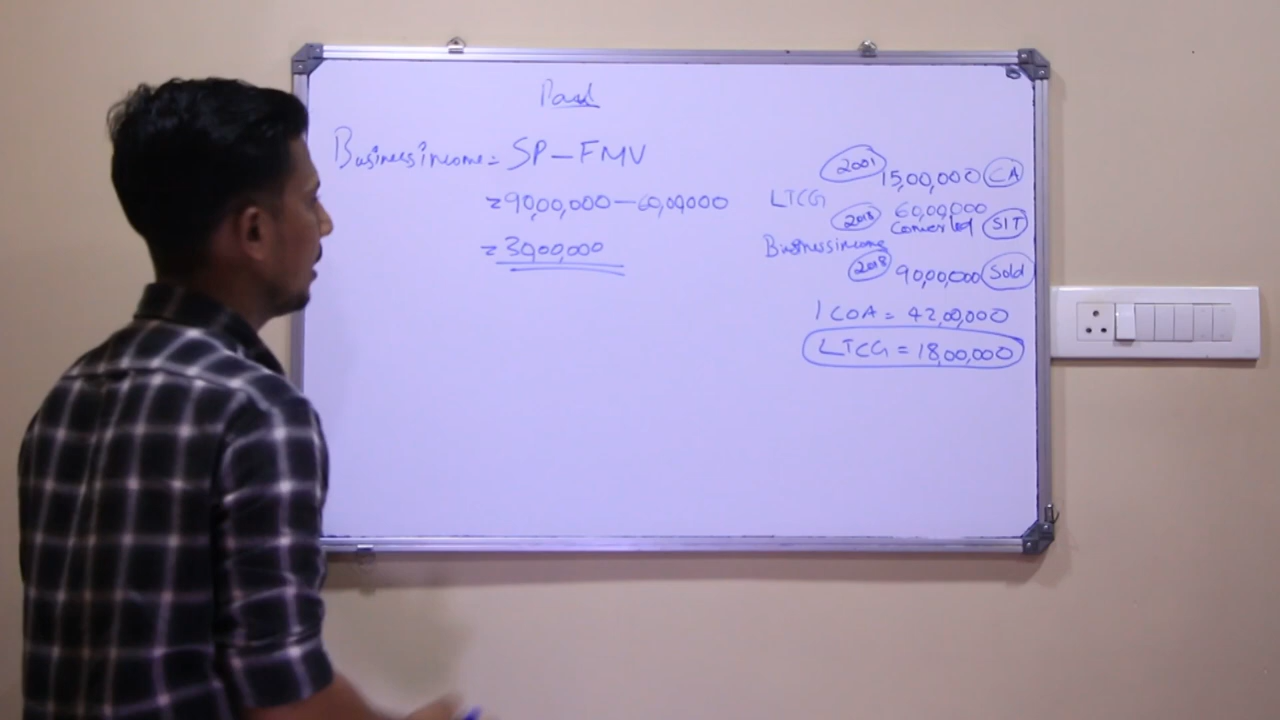 Business income = SP - FMV
= 90,00,000 - 60,00,000
= 30,00,000
2001 15,00,000 CA
LTCG
2018 60,00,000 Converted SIT
Business income
2018 90,00,000 Sold
ICOA = 42,00,000
LTCG = 18,00,000